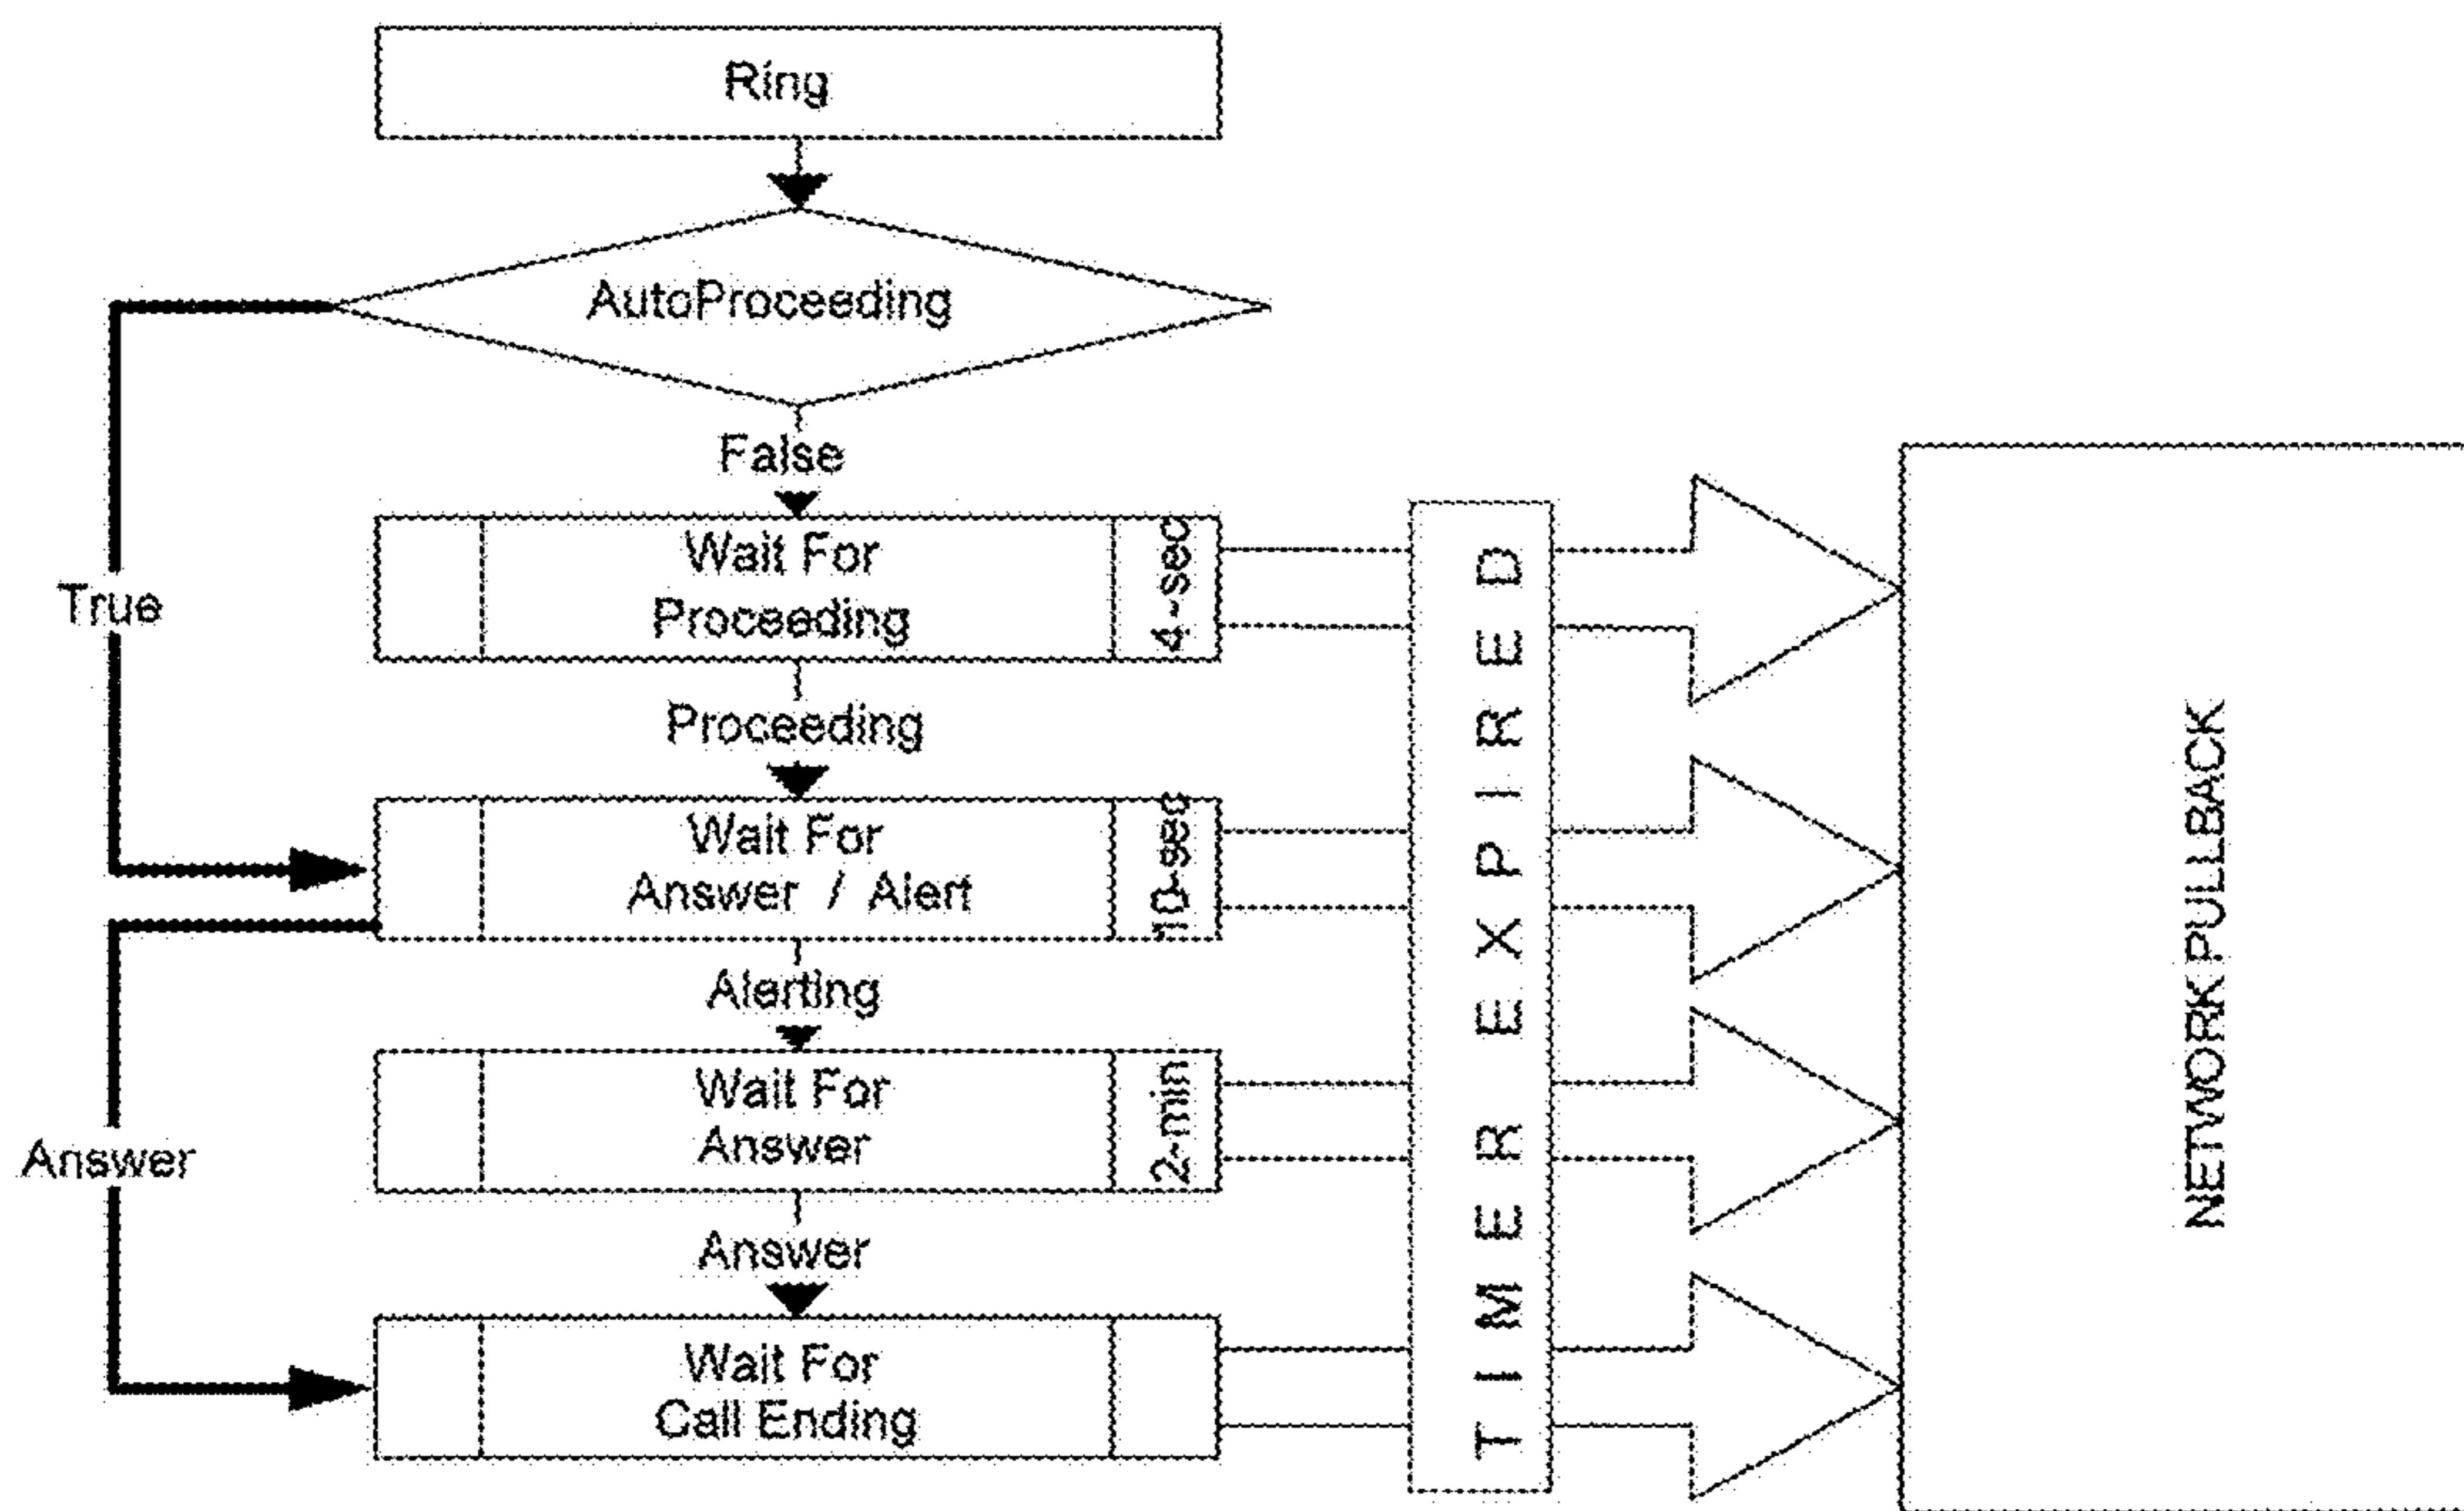 Ring
AutoProceeding
False
True
Wait For
Proceeding
4-sec
Proceeding
Wait For
Answer / Alert
10-sec
Alerting
Wait For
Answer
2-min
Answer
Answer
Wait For
Call Ending
TIMER EXPIRED
NETWORK PULLBACK